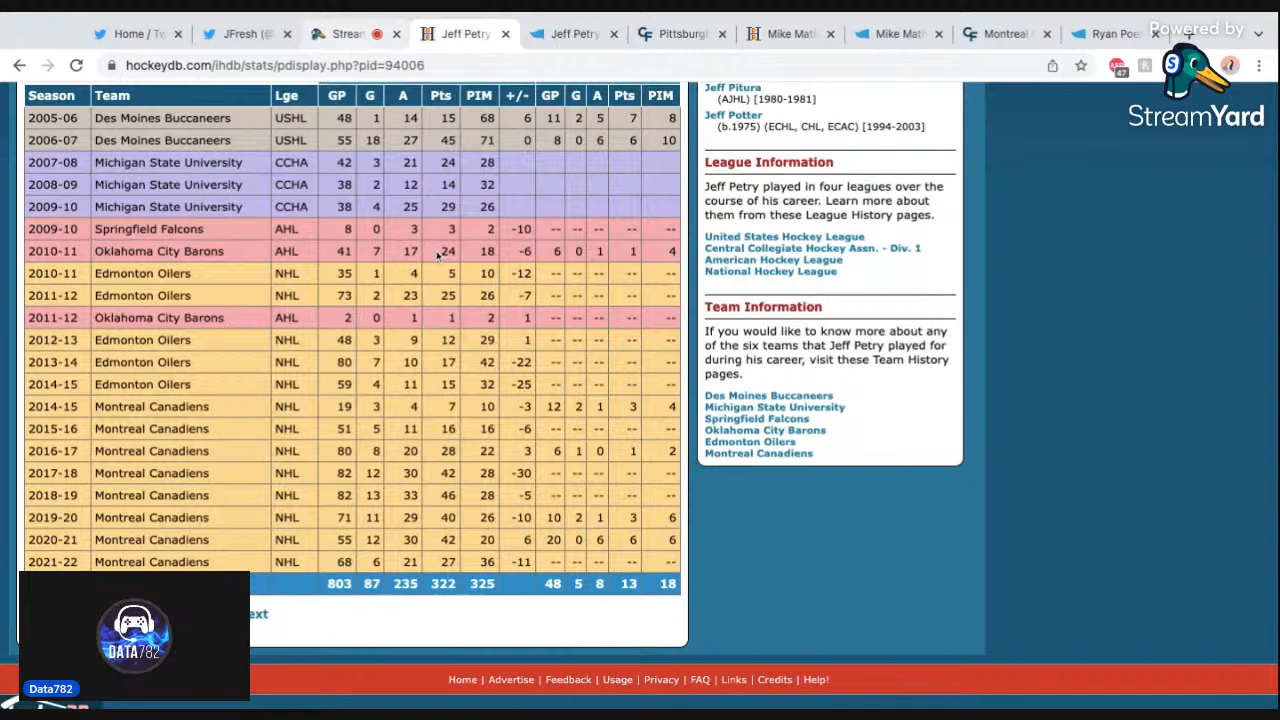 Home / Tw
JFresh (@
Stream
Jeff Petry
Jeff Petry
Pittsburgl
Mike Mat
Mike Mat
Montreal
Ryan Poe
Powered by
StreamYard
hockeydb.com/ihdb/stats/pdisplay.php?pid=94006
47
Season Team Lge GP G A Pts PIM +/- GP G A Pts PIM
2005-06 Des Moines Buccaneers USHL 48 1 14 15 68 6 11 2 5 7 8
2006-07 Des Moines Buccaneers USHL 55 18 27 45 71 0 8 0 6 6 10
2007-08 Michigan State University CCHA 42 3 21 24 28
2008-09 Michigan State University CCHA 38 2 12 14 32
2009-10 Michigan State University CCHA 38 4 25 29 26
2009-10 Springfield Falcons AHL 8 0 3 3 2 -10 -- -- -- -- --
2010-11 Oklahoma City Barons AHL 41 7 17 24 18 -6 6 0 1 1 4
2010-11 Edmonton Oilers NHL 35 1 4 5 10 -12 -- -- -- -- --
2011-12 Edmonton Oilers NHL 73 2 23 25 26 -7 -- -- -- -- --
2011-12 Oklahoma City Barons AHL 2 0 1 1 2 1 -- -- -- -- --
2012-13 Edmonton Oilers NHL 48 3 9 12 29 1 -- -- -- -- --
2013-14 Edmonton Oilers NHL 80 7 10 17 42 -22 -- -- -- -- --
2014-15 Edmonton Oilers NHL 59 4 11 15 32 -25 -- -- -- -- --
2014-15 Montreal Canadiens NHL 19 3 4 7 10 -3 12 2 1 3 4
2015-16 Montreal Canadiens NHL 51 5 11 16 16 -6 -- -- -- -- --
2016-17 Montreal Canadiens NHL 80 8 20 28 22 3 6 1 0 1 2
2017-18 Montreal Canadiens NHL 82 12 30 42 28 -30 -- -- -- -- --
2018-19 Montreal Canadiens NHL 82 13 33 46 28 -5 -- -- -- -- --
2019-20 Montreal Canadiens NHL 71 11 29 40 26 -10 10 2 1 3 6
2020-21 Montreal Canadiens NHL 55 12 30 42 20 6 20 0 6 6 6
2021-22 Montreal Canadiens NHL 68 6 21 27 36 -11 -- -- -- -- --
803 87 235 322 325 48 5 8 13 18
ext
Jeff Pitura
(AJHL) [1980-1981]
Jeff Potter
(b.1975) (ECHL, CHL, ECAC) [1994-2003]
League Information
Jeff Petry played in four leagues over the
course of his career. Learn more about
them from these League History pages.
United States Hockey League
Central Collegiate Hockey Assn. - Div. 1
American Hockey League
National Hockey League
Team Information
If you would like to know more about any
of the six teams that Jeff Petry played for
during his career, visit these Team History
pages.
Des Moines Buccaneers
Michigan State University
Springfield Falcons
Oklahoma City Barons
Edmonton Oilers
Montreal Canadiens
DATA782
Data782
Home | Advertise | Feedback | Usage | Privacy | FAQ | Links | Credits | Help!